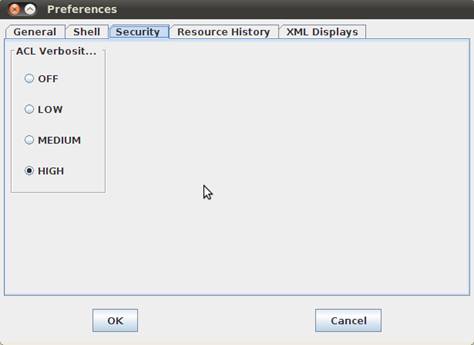 Preferences
General Shell Security Resource History XML Displays
ACL Verbosit...
OFF
LOW
MEDIUM
HIGH
OK Cancel